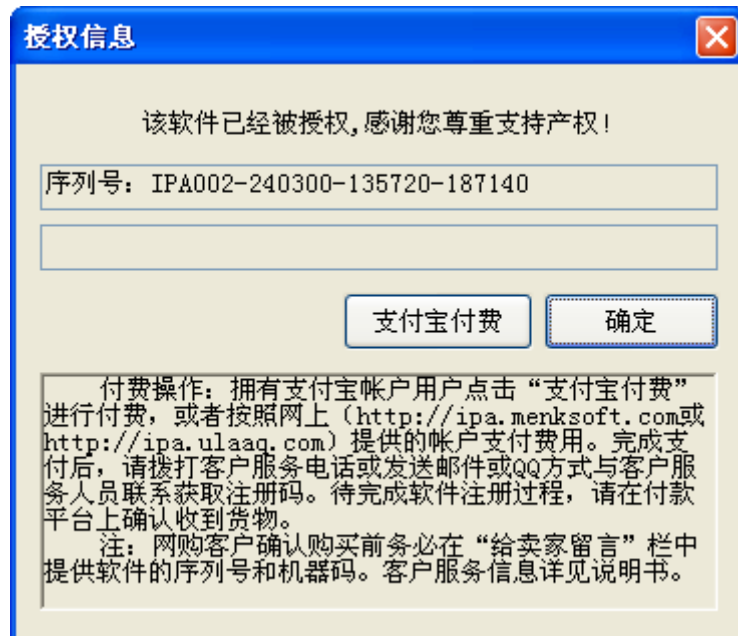 授权信息
该软件已经被授权,感谢您尊重支持产权!
序列号: IPA002-240300-135720-187140
支付宝付费
确定
付费操作：拥有支付宝帐户用户点击“支付宝付费”
进行付费，或者按照网上（http://ipa.menksoft.com或
http://ipa.ulaaq.com）提供的帐户支付费用。完成支
付后，请拨打客户服务电话或发送邮件或QQ方式与客户服
务人员联系获取注册码。待完成软件注册过程，请在付款
平台上确认收到货物。
注：网购客户确认购买前务必在“给卖家留言”栏中
提供软件的序列号和机器码。客户服务信息详见说明书。